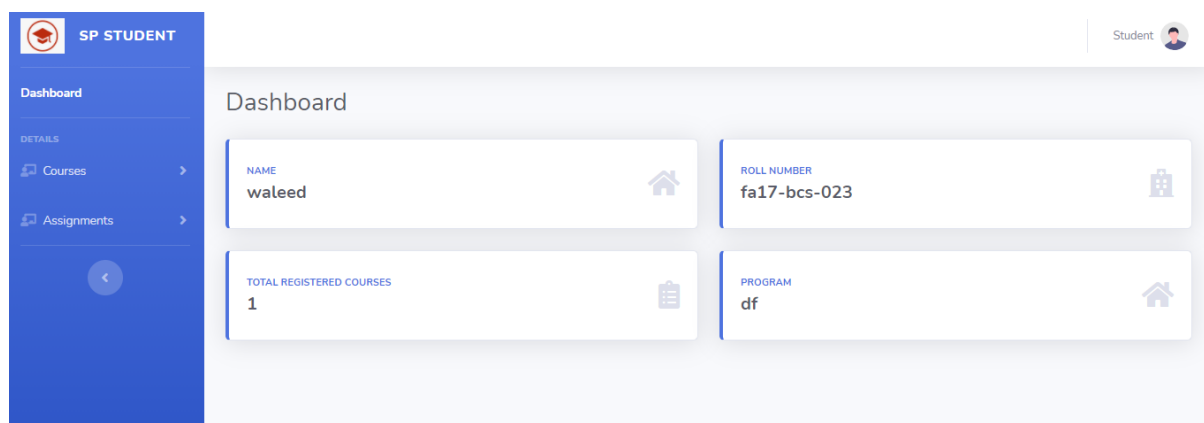 SP STUDENT
Student
Dashboard
Dashboard
DETAILS
Courses
Assignments
NAME
waleed
ROLL NUMBER
fa17-bcs-023
TOTAL REGISTERED COURSES
1
PROGRAM
df